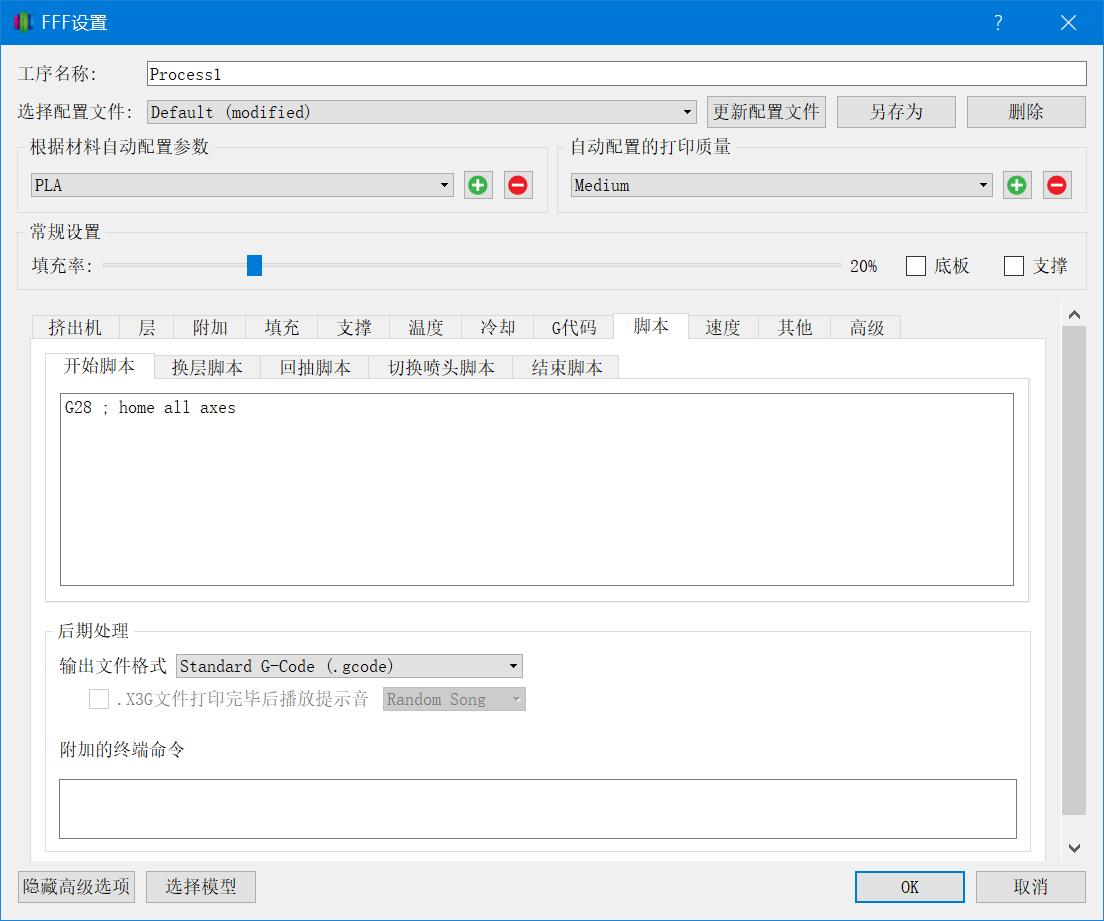 FFF设置
?
工序名称: Process1
选择配置文件: Default (modified) 更新配置文件 另存为 删除
根据材料自动配置参数 自动配置的打印质量
PLA Medium
常规设置
填充率: 20% 底板 支撑
挤出机 层 附加 填充 支撑 温度 冷却 G代码 脚本 速度 其他 高级
开始脚本 换层脚本 回抽脚本 切换喷头脚本 结束脚本
G28 ; home all axes
后期处理
输出文件格式 Standard G-Code (.gcode)
.X3G文件打印完毕后播放提示音 Random Song
附加的终端命令
隐藏高级选项 选择模型 OK 取消